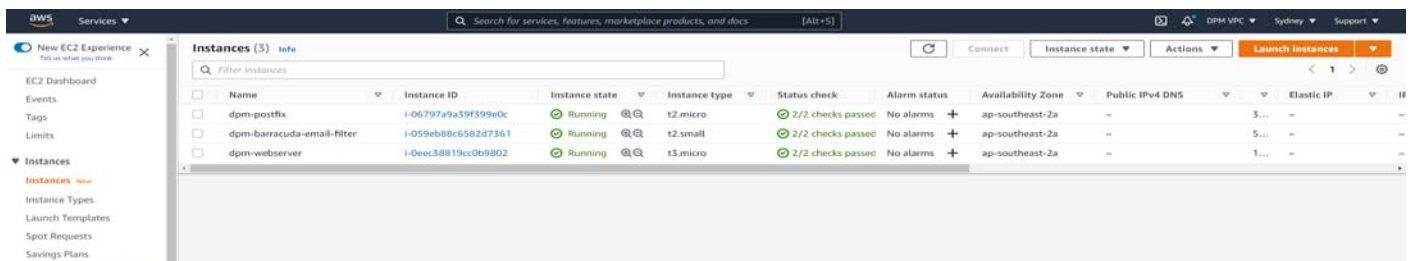 aws Services ▼ Search for services, features, marketplace products, and docs [Alt+S] DPM VPC ▼ Sydney ▼ Support ▼
New EC2 Experience
Tell us what you think
EC2 Dashboard
Events
Tags
Limits
Instances
Instances New
Instance Types
Launch Templates
Spot Requests
Savings Plans
Instances (3) Info Connect Instance state ▼ Actions ▼ Launch instances ▼
Filter instances < 1 >
Name Instance ID Instance state Instance type Status check Alarm status Availability Zone Public IPv4 DNS Elastic IP
dpm-postfix i-06797a9a39f399e0c Running t2.micro 2/2 checks passed No alarms + ap-southeast-2a – 3... –
dpm-barracuda-email-filter i-059eb88c6582d7361 Running t2.small 2/2 checks passed No alarms + ap-southeast-2a – 5... –
dpm-webserver i-0eec38819cc0b9802 Running t3.micro 2/2 checks passed No alarms + ap-southeast-2a – 1... –